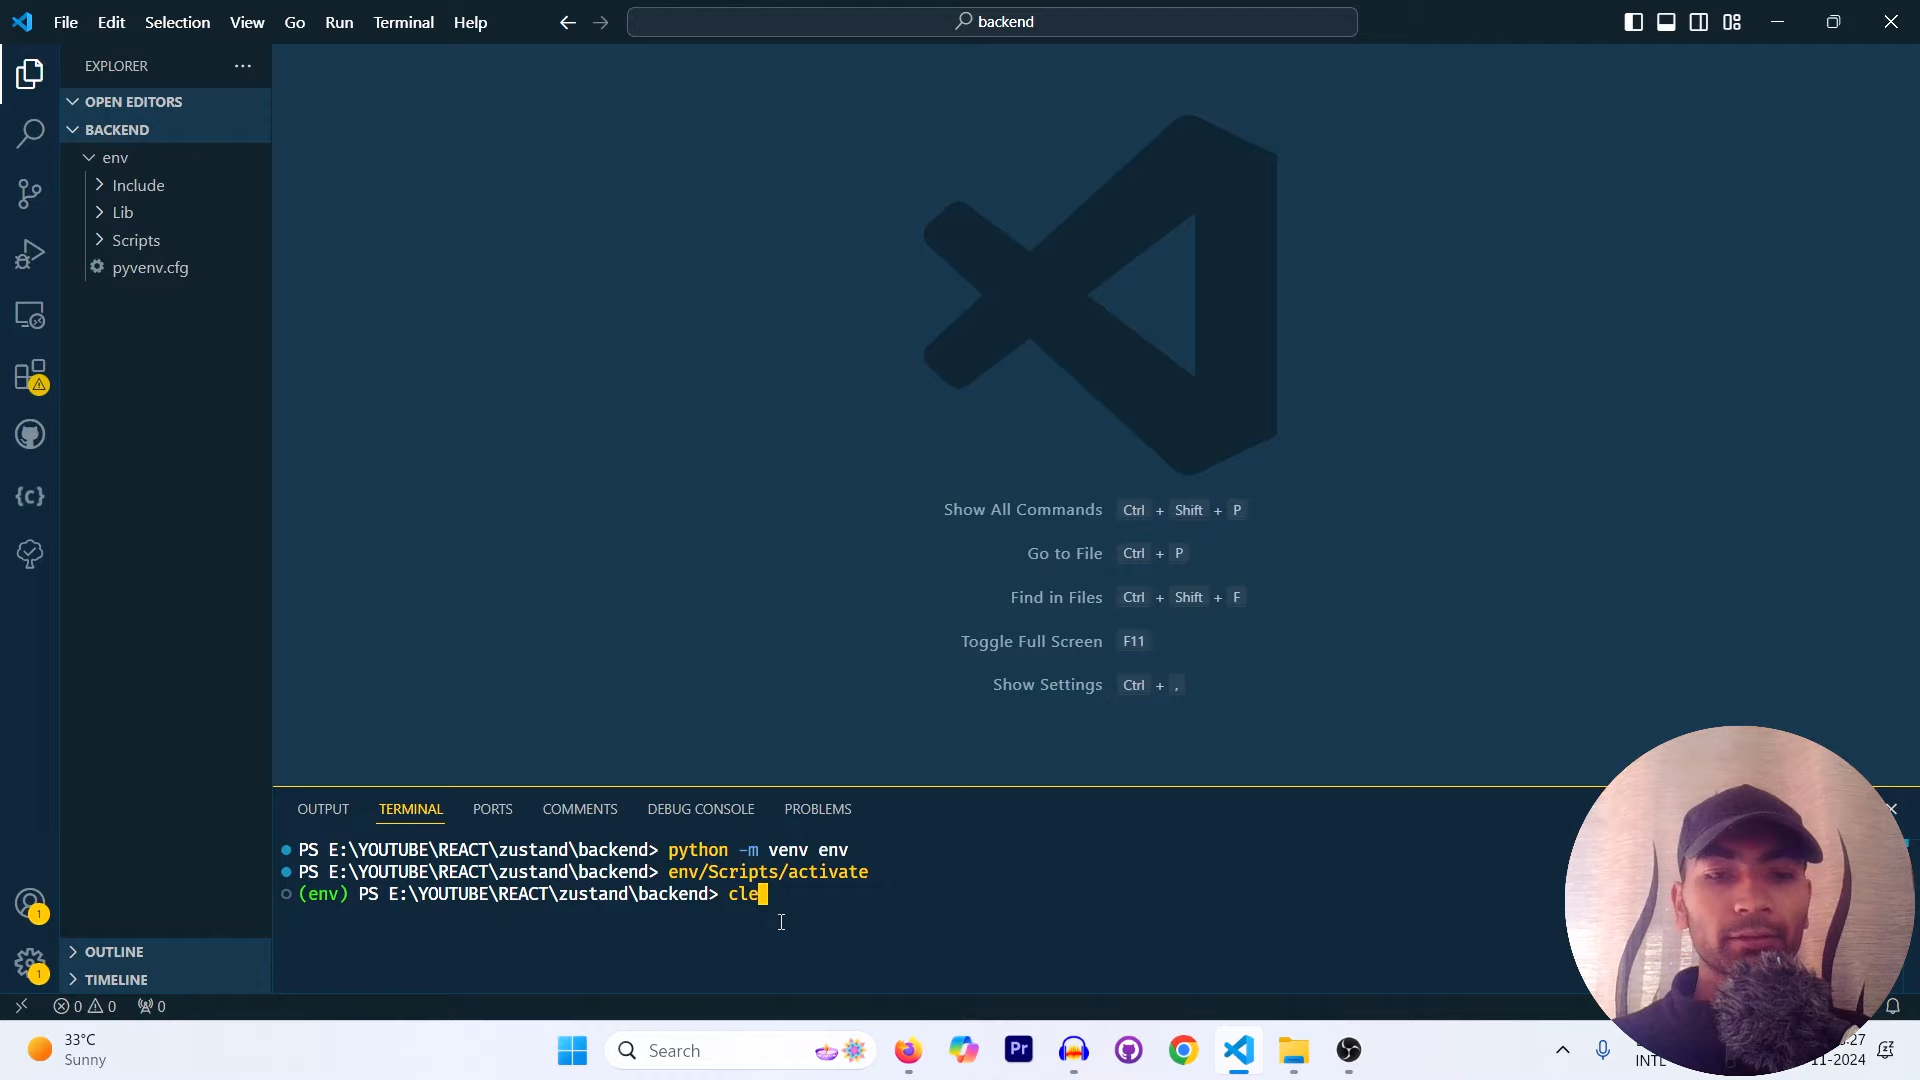 File Edit Selection View Go Run Terminal Help
backend
EXPLORER
OPEN EDITORS
BACKEND
env
Include
Lib
Scripts
pyvenv.cfg
Show All Commands Ctrl + Shift + P
Go to File Ctrl + P
Find in Files Ctrl + Shift + F
Toggle Full Screen F11
Show Settings Ctrl + ,
OUTPUT TERMINAL PORTS COMMENTS DEBUG CONSOLE PROBLEMS
PS E:\YOUTUBE\REACT\zustand\backend> python -m venv env
PS E:\YOUTUBE\REACT\zustand\backend> env/Scripts/activate
(env) PS E:\YOUTUBE\REACT\zustand\backend> cle
{c}
1
1
OUTLINE
TIMELINE
0 0 0
33°C
Sunny
Search
Pr
INTL
:27
11-2024